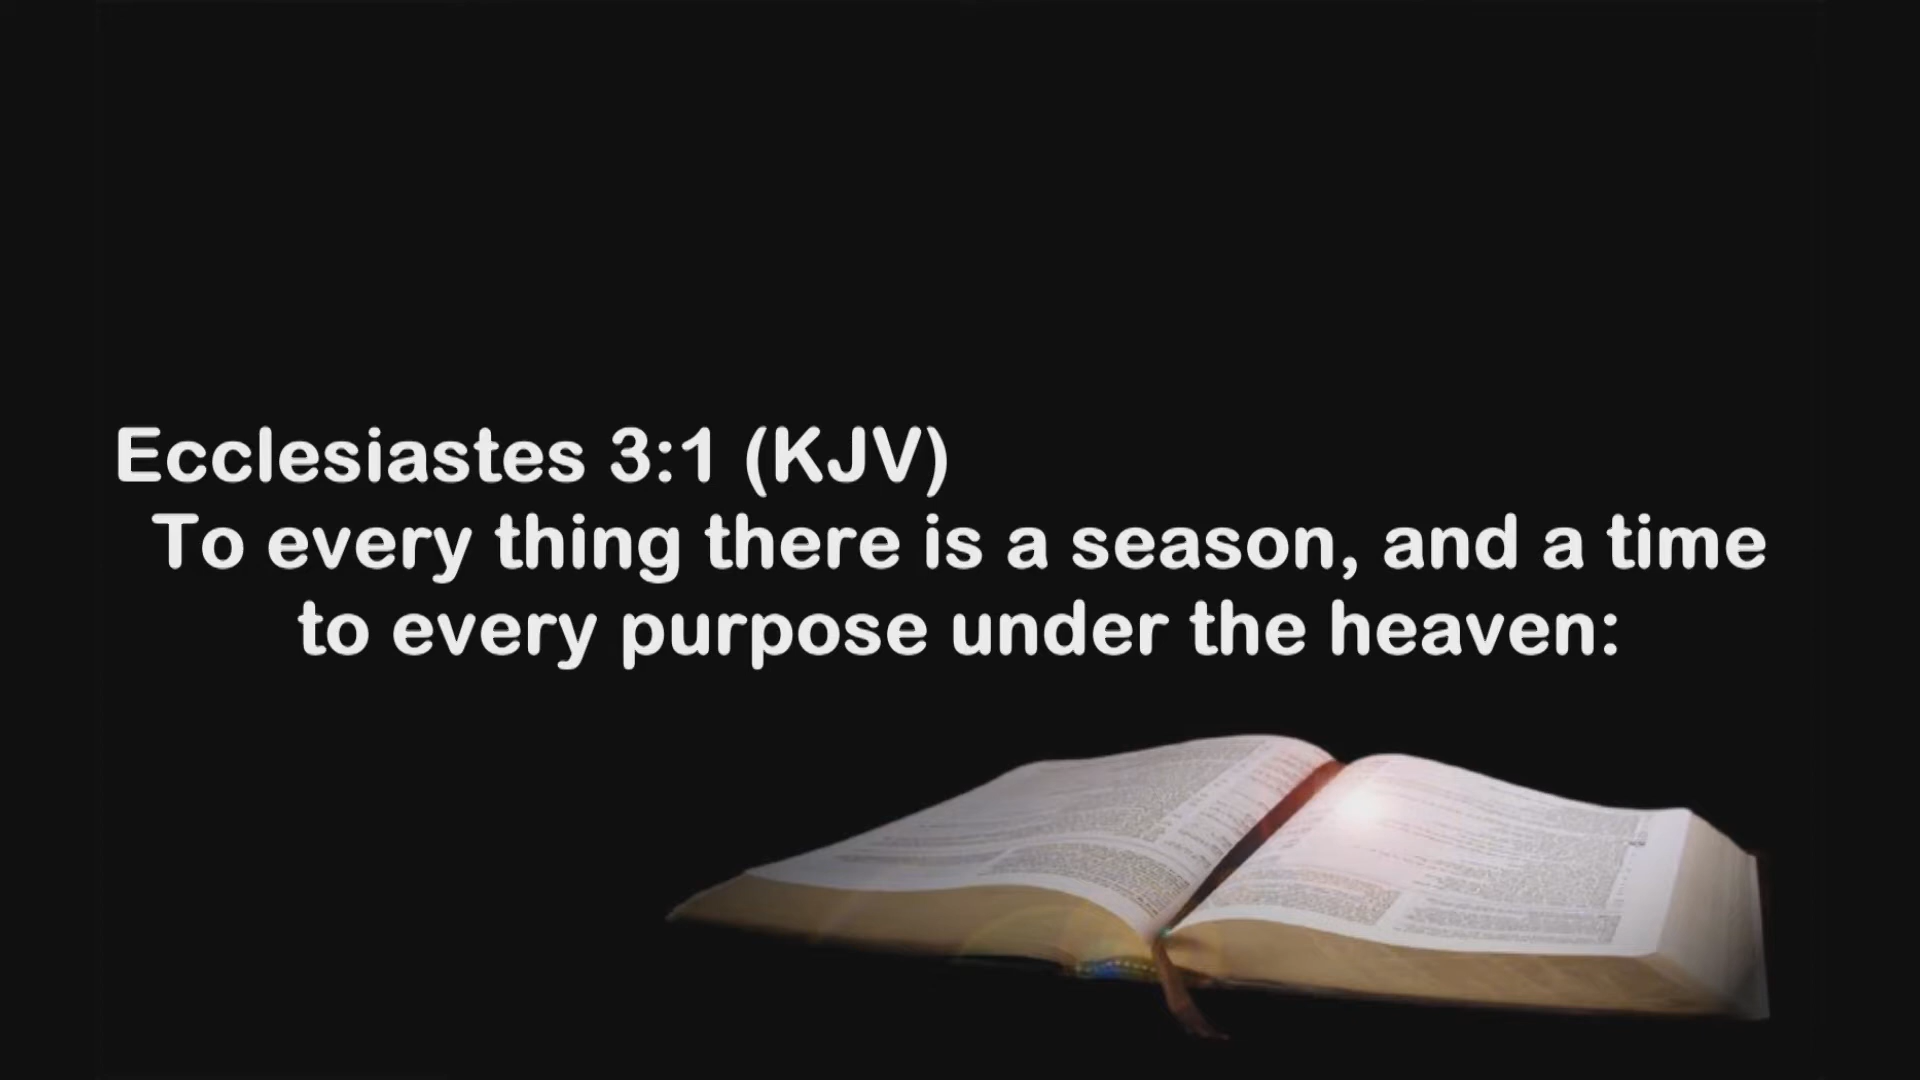 Ecclesiastes 3:1 (KJV)
To every thing there is a season, and a time
to every purpose under the heaven: